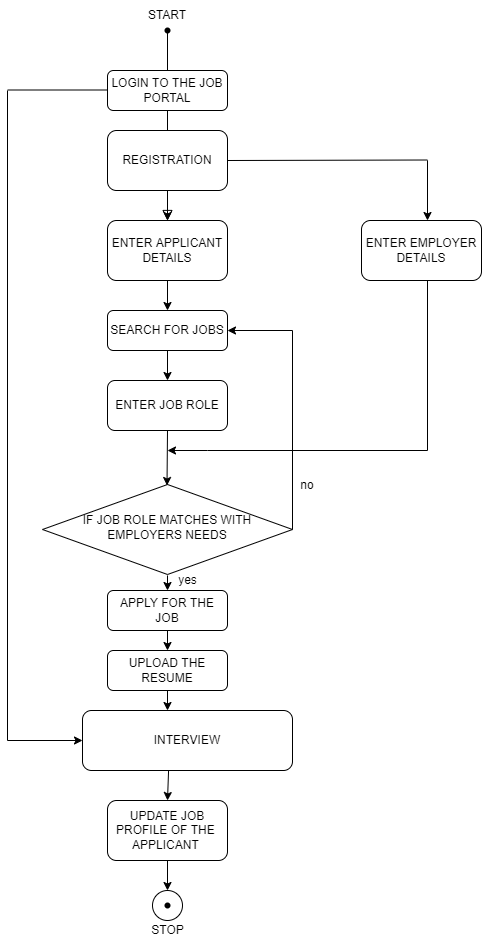 START
LOGIN TO THE JOB
PORTAL
REGISTRATION
ENTER APPLICANT
DETAILS
ENTER EMPLOYER
DETAILS
SEARCH FOR JOBS
ENTER JOB ROLE
no
IF JOB ROLE MATCHES WITH
EMPLOYERS NEEDS
yes
APPLY FOR THE
JOB
UPLOAD THE
RESUME
INTERVIEW
UPDATE JOB
PROFILE OF THE
APPLICANT
STOP